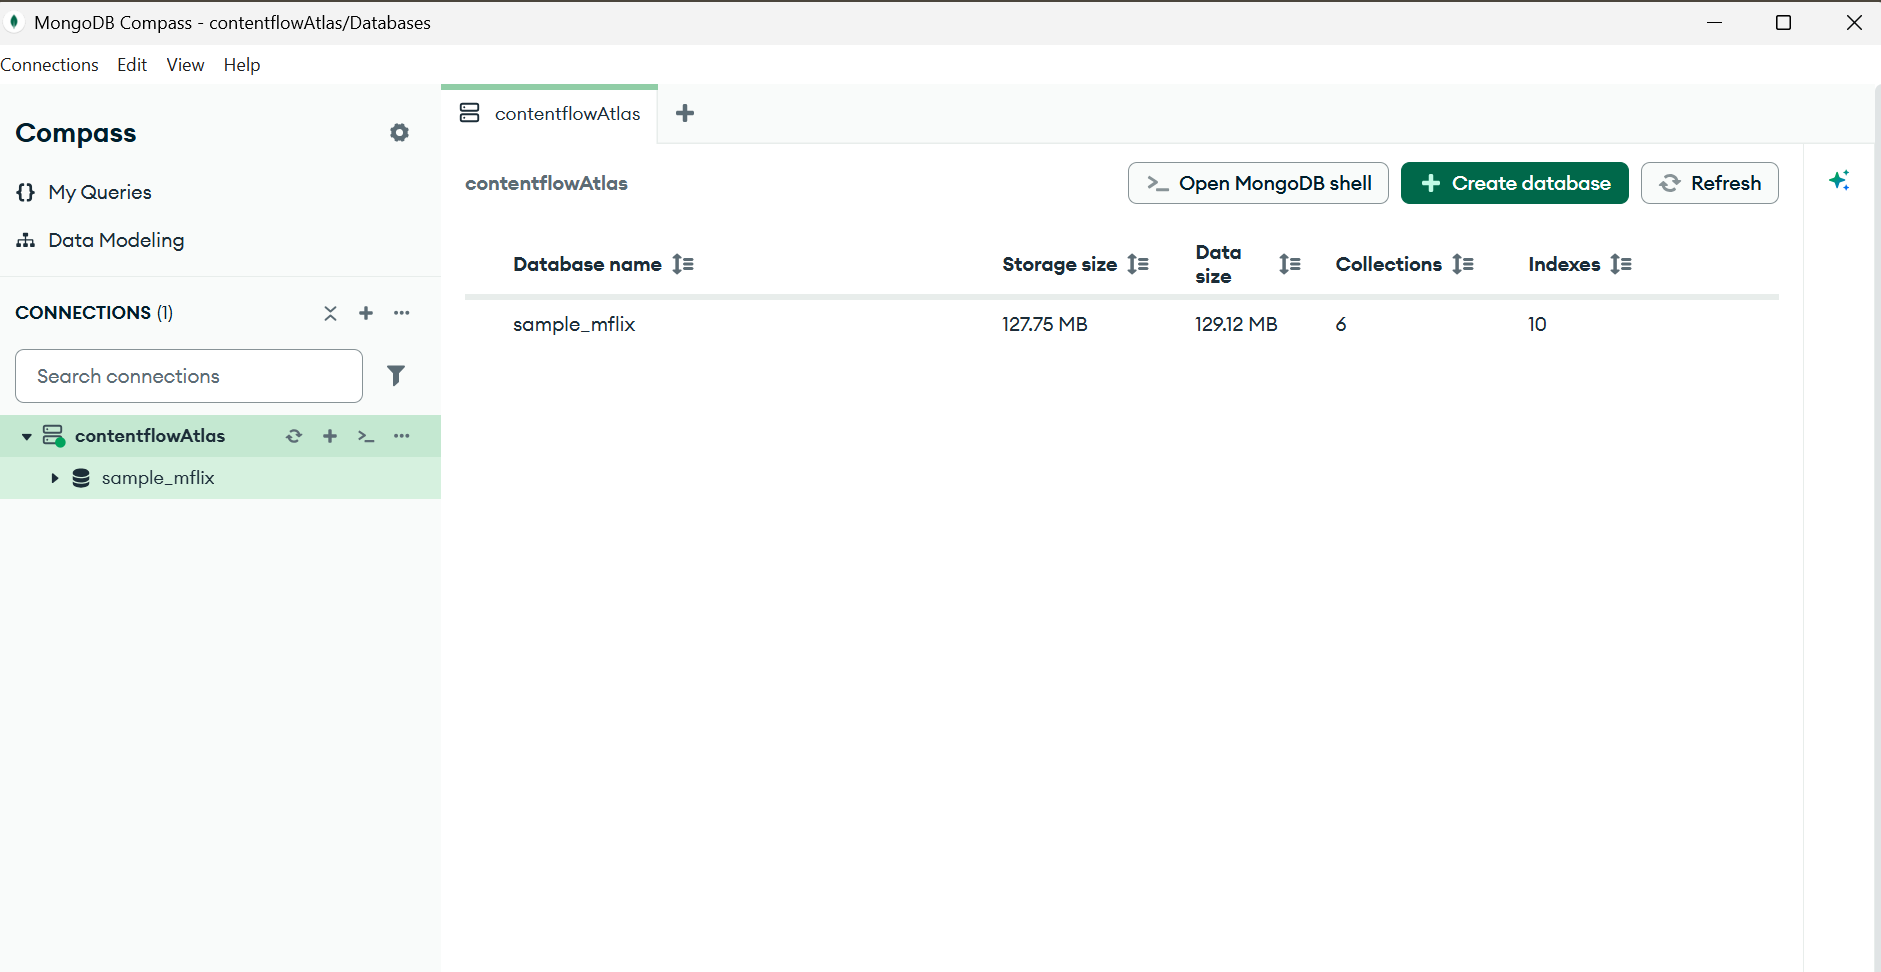 MongoDB Compass - contentflowAtlas/Databases
Connections Edit View Help
Compass
My Queries
Data Modeling
CONNECTIONS (1)
Search connections
contentflowAtlas
sample_mflix
contentflowAtlas
contentflowAtlas
Open MongoDB shell
Create database
Refresh
Database name Storage size Data size Collections Indexes
sample_mflix 127.75 MB 129.12 MB 6 10